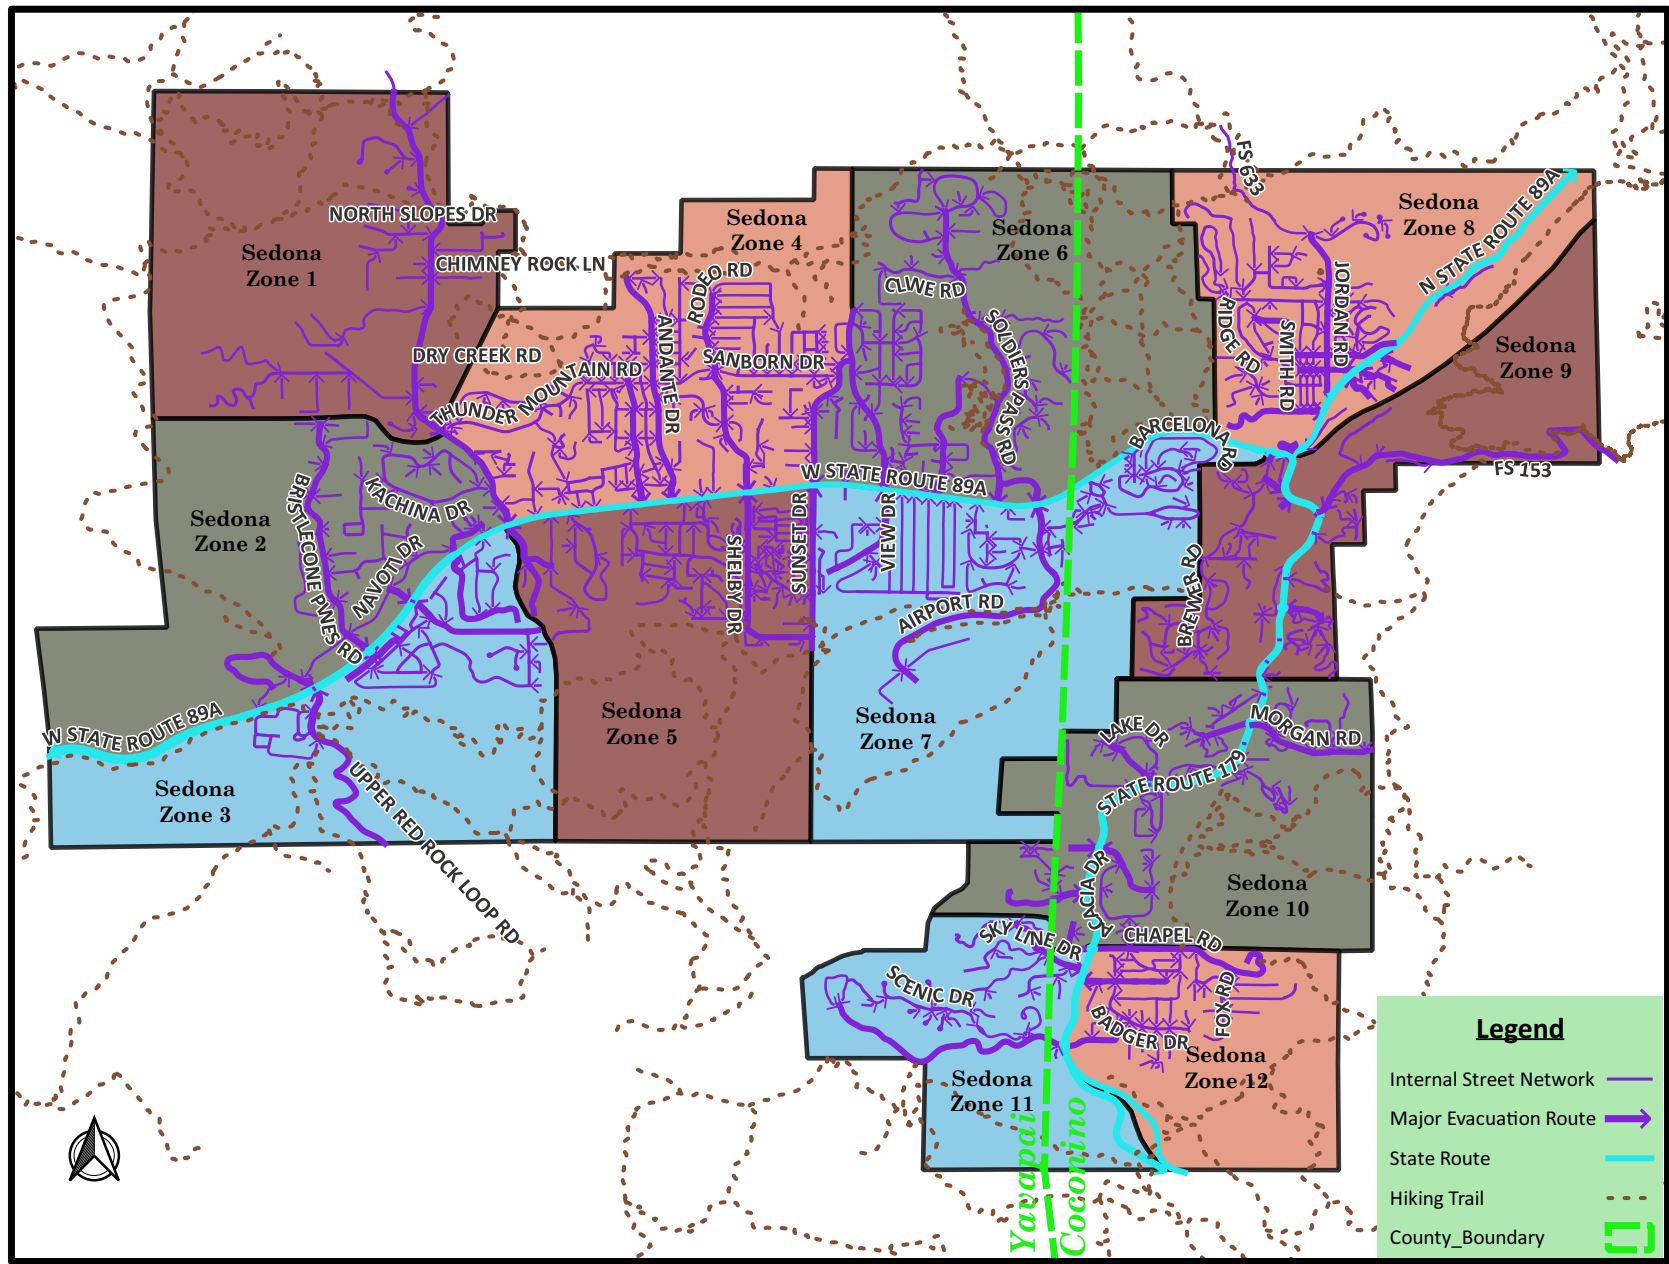 FS 633
N STATE ROUTE 89A
Sedona
Zone 8
NORTH SLOPES DR
Sedona
Zone 4
Sedona
Zone 6
Sedona
Zone 1
CHIMNEY ROCK LN
RODEO RD
CLWE RD
JORDAN RD
RIDGE RD
SMITH RD
SOLDIERS PASS RD
ANDANTE DR
Sedona
Zone 9
DRY CREEK RD
THUNDER MOUNTAIN RD
SANBORN DR
BARCELONA RD
FS 153
W STATE ROUTE 89A
BRISTLECONE PWNES RD
KACHINA DR
NAVOTI DR
Sedona
Zone 2
SHELBY DR
SUNSET DR
VIEW DR
BREWER RD
AIRPORT RD
W STATE ROUTE 89A
Sedona
Zone 5
Sedona
Zone 7
LAKE DR
MORGAN RD
STATE ROUTE 179
UPPER RED ROCK LOOP RD
Sedona
Zone 3
ACACIA DR
Sedona
Zone 10
SKY LINE DR
CHAPEL RD
SCENIC DR
FOX RD
BADGER DR
Sedona
Zone 12
Sedona
Zone 11
Yavapai
Coconino
Legend
Internal Street Network
Major Evacuation Route
State Route
Hiking Trail
County_Boundary